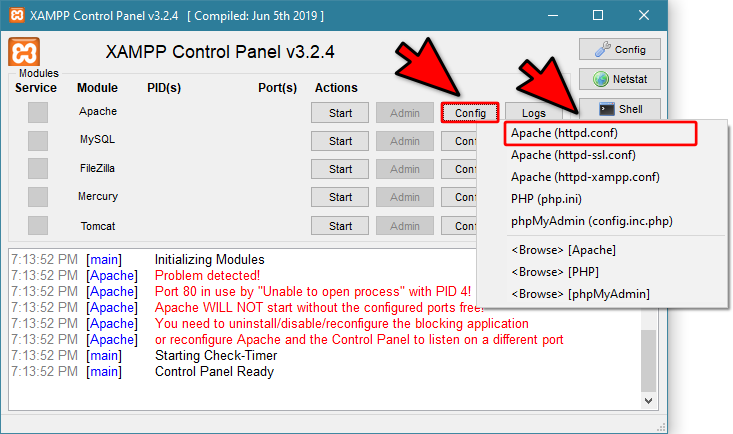 XAMPP Control Panel v3.2.4 [ Compiled: Jun 5th 2019 ]
XAMPP Control Panel v3.2.4
Config
Netstat
Shell
Modules
Service Module PID(s) Port(s) Actions
Apache Start Admin Config Logs
MySQL Start Admin
FileZilla Start Admin
Mercury Start Admin
Tomcat Start Admin
Apache (httpd.conf)
Apache (httpd-ssl.conf)
Apache (httpd-xampp.conf)
PHP (php.ini)
phpMyAdmin (config.inc.php)
<Browse> [Apache]
<Browse> [PHP]
<Browse> [phpMyAdmin]
7:13:52 PM [main] Initializing Modules
7:13:52 PM [Apache] Problem detected!
7:13:52 PM [Apache] Port 80 in use by "Unable to open process" with PID 4!
7:13:52 PM [Apache] Apache WILL NOT start without the configured ports free!
7:13:52 PM [Apache] You need to uninstall/disable/reconfigure the blocking application
7:13:52 PM [Apache] or reconfigure Apache and the Control Panel to listen on a different port
7:13:52 PM [main] Starting Check-Timer
7:13:52 PM [main] Control Panel Ready